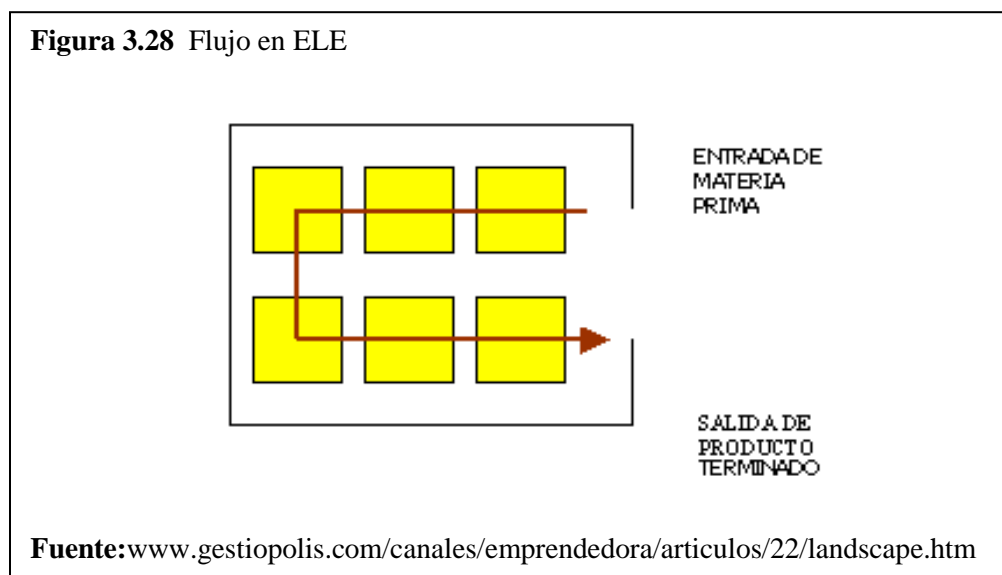 Figura 3.28 Flujo en ELE
ENTRADA DE
MATERIA
PRIMA
SALIDA DE
PRODUCTO
TERMINADO
Fuente:www.gestiopolis.com/canales/emprendedora/articulos/22/landscape.htm